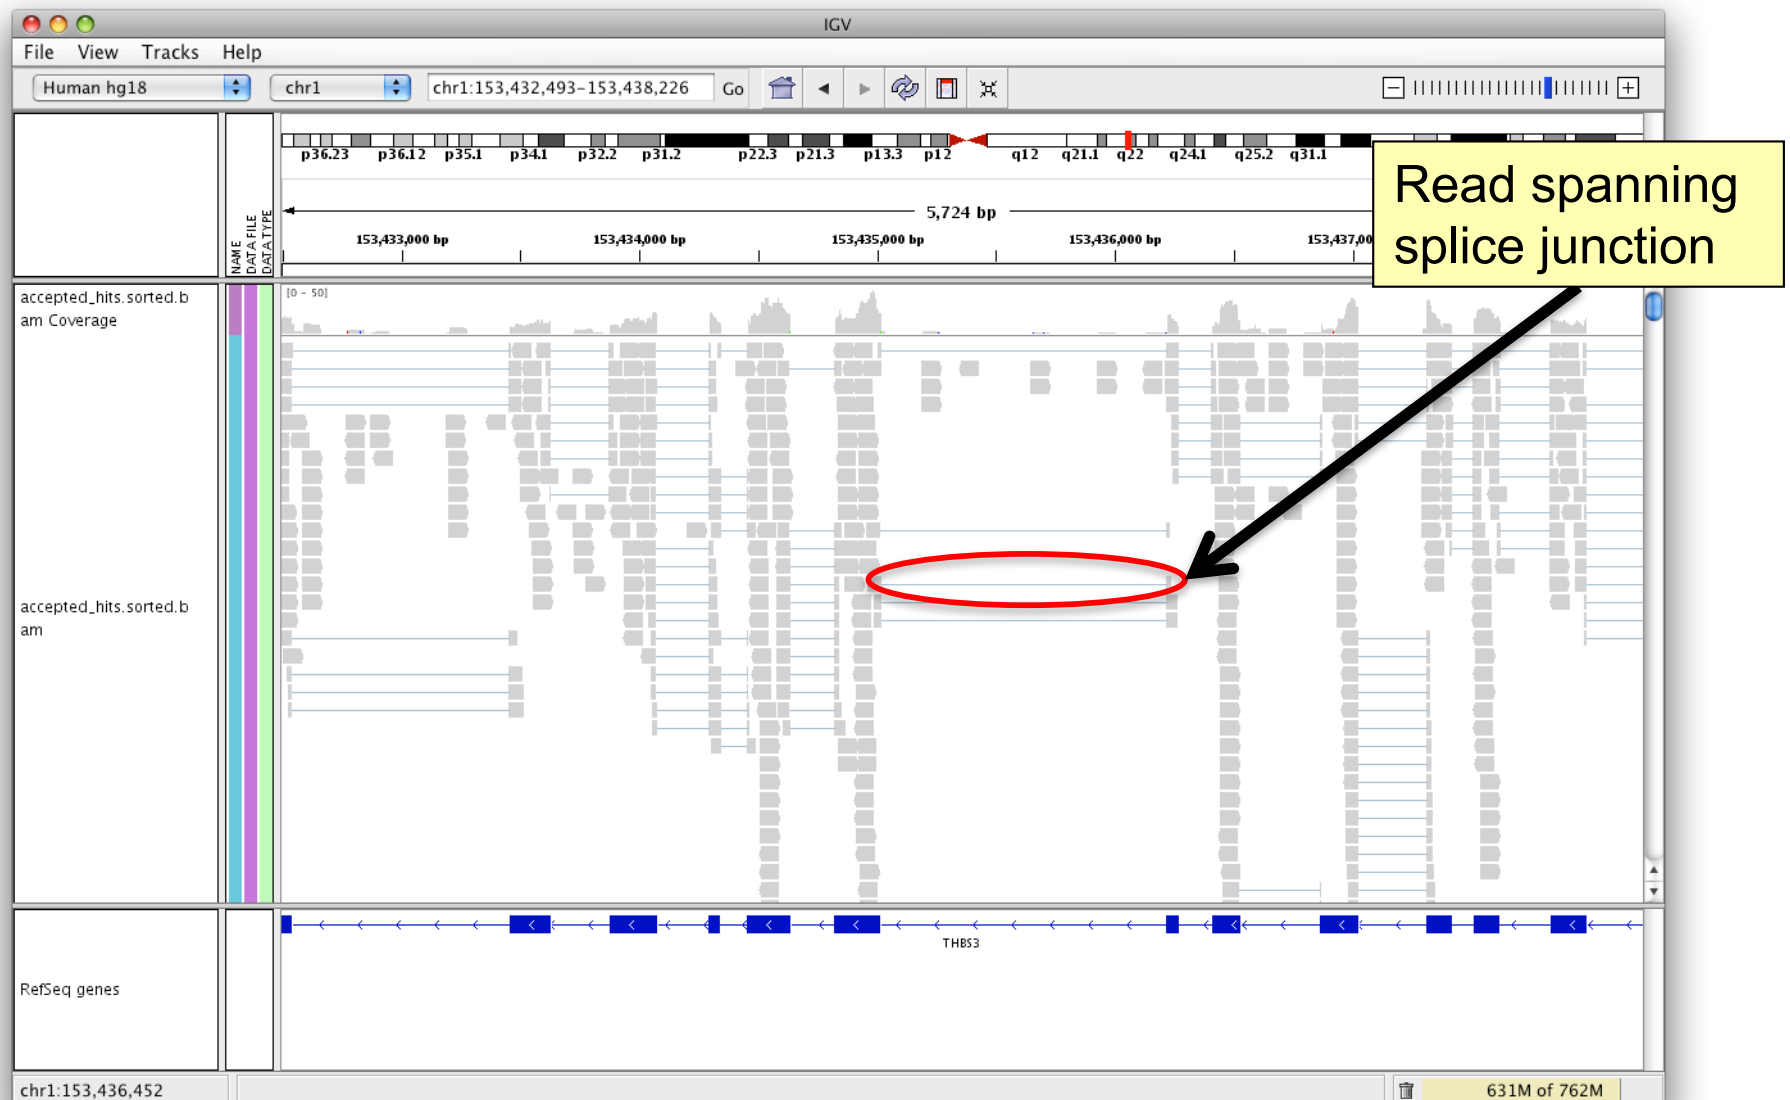 IGV
File View Tracks Help
Human hg18 chr1 chr1:153,432,493-153,438,226 Go
p36.23 p36.12 p35.1 p34.1 p32.2 p31.2 p22.3 p21.3 p13.3 p12 q12 q21.1 q22 q24.1 q25.2 q31.1
Read spanning
splice junction
5,724 bp
NAME
DATA FILE
DATA TYPE
153,433,000 bp 153,434,000 bp 153,435,000 bp 153,436,000 bp 153,437,00
accepted_hits.sorted.b
am Coverage
[0 - 50]
accepted_hits.sorted.b
am
THBS3
RefSeq genes
chr1:153,436,452
631M of 762M